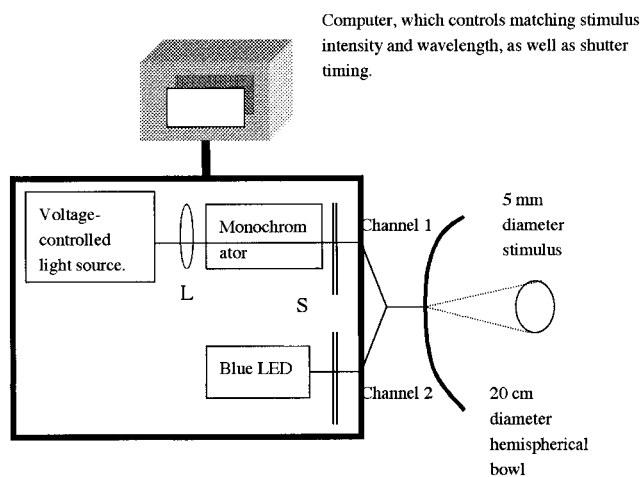 Computer, which controls matching stimulus
intensity and wavelength, as well as shutter
timing.
Voltage-
controlled
light source.
L
Monochrom
ator
S
Channel 1
5 mm
diameter
stimulus
Blue LED
Channel 2
20 cm
diameter
hemispherical
bowl